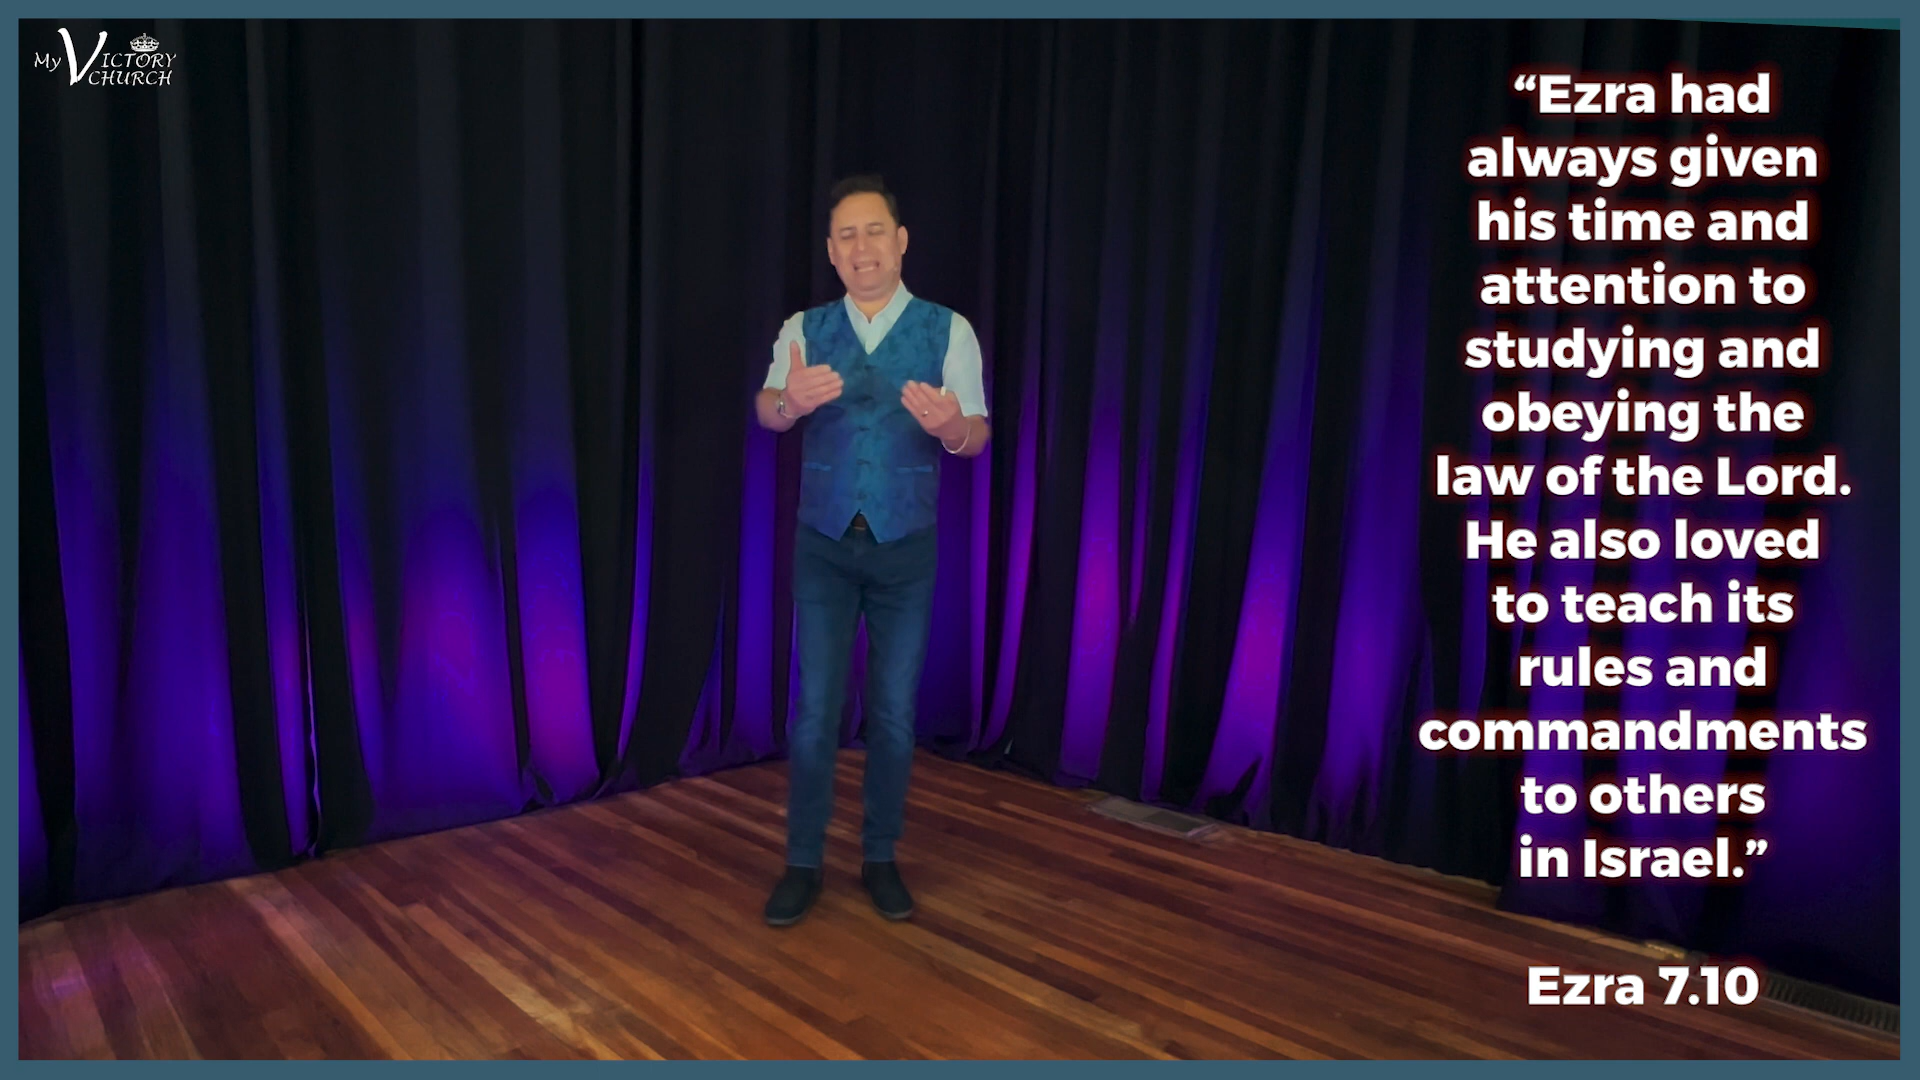 My VICTORY
CHURCH
“Ezra had
always given
his time and
attention to
studying and
obeying the
law of the Lord.
He also loved
to teach its
rules and
commandments
to others
in Israel.”
Ezra 7.10